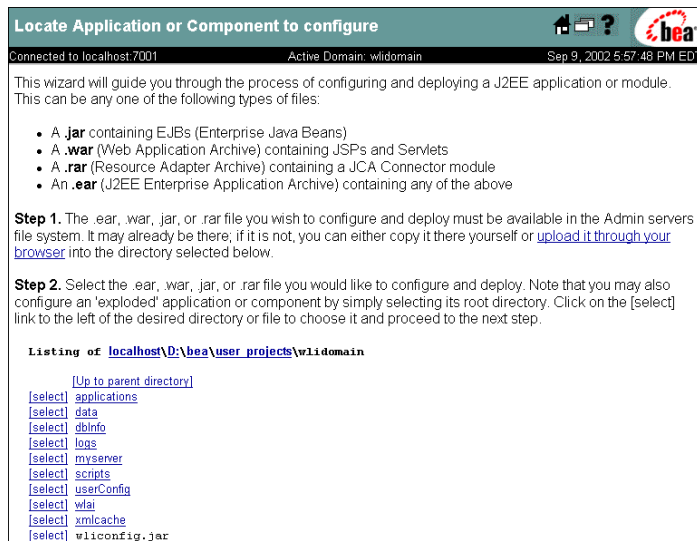 Locate Application or Component to configure
?
bea
Connected to localhost:7001 Active Domain: wlidomain Sep 9, 2002 5:57:48 PM EDT
This wizard will guide you through the process of configuring and deploying a J2EE application or module.
This can be any one of the following types of files:
• A .jar containing EJBs (Enterprise Java Beans)
• A .war (Web Application Archive) containing JSPs and Servlets
• A .rar (Resource Adapter Archive) containing a JCA Connector module
• An .ear (J2EE Enterprise Application Archive) containing any of the above
Step 1. The .ear, .war, .jar, or .rar file you wish to configure and deploy must be available in the Admin servers
file system. It may already be there; if it is not, you can either copy it there yourself or upload it through your
browser into the directory selected below.
Step 2. Select the .ear, .war, .jar, or .rar file you would like to configure and deploy. Note that you may also
configure an 'exploded' application or component by simply selecting its root directory. Click on the [select]
link to the left of the desired directory or file to choose it and proceed to the next step.
Listing of localhost\D:\bea\user_projects\wlidomain
[Up to parent directory]
[select] applications
[select] data
[select] dbInfo
[select] logs
[select] myserver
[select] scripts
[select] userConfig
[select] wlai
[select] xmlcache
[select] wliconfig.jar